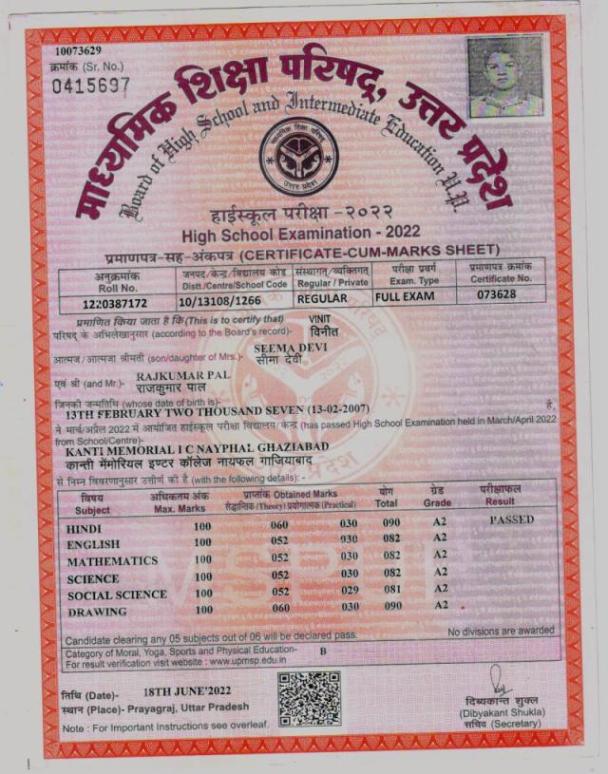 10073629
क्रमांक (Sr. No.)
0415697
माध्यमिक शिक्षा परिषद्, उत्तर प्रदेश
Board of High School and Intermediate Education U.P.
माध्यमिक शिक्षा परिषद्
उत्तर प्रदेश
हाईस्कूल परीक्षा -२०२२
High School Examination - 2022
प्रमाणपत्र-सह-अंकपत्र (CERTIFICATE-CUM-MARKS SHEET)
अनुक्रमांक जनपद/केन्द्र/विद्यालय कोड संस्थागत/व्यक्तिगत परीक्षा प्रवर्ग प्रमाणपत्र क्रमांक
Roll No. Distt./Centre/School Code Regular / Private Exam. Type Certificate No.
1220387172 10/13108/1266 REGULAR FULL EXAM 073628
प्रमाणित किया जाता है कि(This is to certify that) VINIT
परिषद् के अभिलेखानुसार (according to the Board's record)- विनीत
SEEMA DEVI
आत्मज/आत्मजा श्रीमती (son/daughter of Mrs.)- सीमा देवी
RAJKUMAR PAL
एवं श्री (and Mr.)- राजकुमार पाल
जिनकी जन्मतिथि (whose date of birth is)-
13TH FEBRUARY TWO THOUSAND SEVEN (13-02-2007) है,
ने मार्च/अप्रैल 2022 में आयोजित हाईस्कूल परीक्षा विद्यालय/केन्द्र (has passed High School Examination held in March/April 2022
from School/Centre)-
KANTI MEMORIAL I C NAYPHAL GHAZIABAD
कान्ती मेंमोरियल इण्टर कॉलेज नायफल गाजियाबाद
से निम्न विवरणानुसार उत्तीर्ण की है (with the following details): -
विषय अधिकतम अंक प्राप्तांक Obtained Marks योग ग्रेड परीक्षाफल
Subject Max. Marks सैद्धान्तिक (Theory) प्रयोगात्मक (Practical) Total Grade Result
HINDI 100 060 030 090 A2 PASSED
ENGLISH 100 052 030 082 A2
MATHEMATICS 100 052 030 082 A2
SCIENCE 100 052 030 082 A2
SOCIAL SCIENCE 100 052 029 081 A2
DRAWING 100 060 030 090 A2
Candidate clearing any 05 subjects out of 06 will be declared pass. No divisions are awarded
Category of Moral, Yoga, Sports and Physical Education- B
For result verification visit website : www.upmsp.edu.in
तिथि (Date)- 18TH JUNE'2022
स्थान (Place)- Prayagraj, Uttar Pradesh
Note : For Important Instructions see overleaf.
दिब्यकान्त शुक्ल
(Dibyakant Shukla)
सचिव (Secretary)